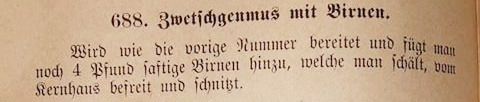 688. Zwetschgenmus mit Birnen.
Wird wie die vorige Nummer bereitet und fügt man
noch 4 Pfund saftige Birnen hinzu, welche man schält, vom
Kernhaus befreit und schnitzt.